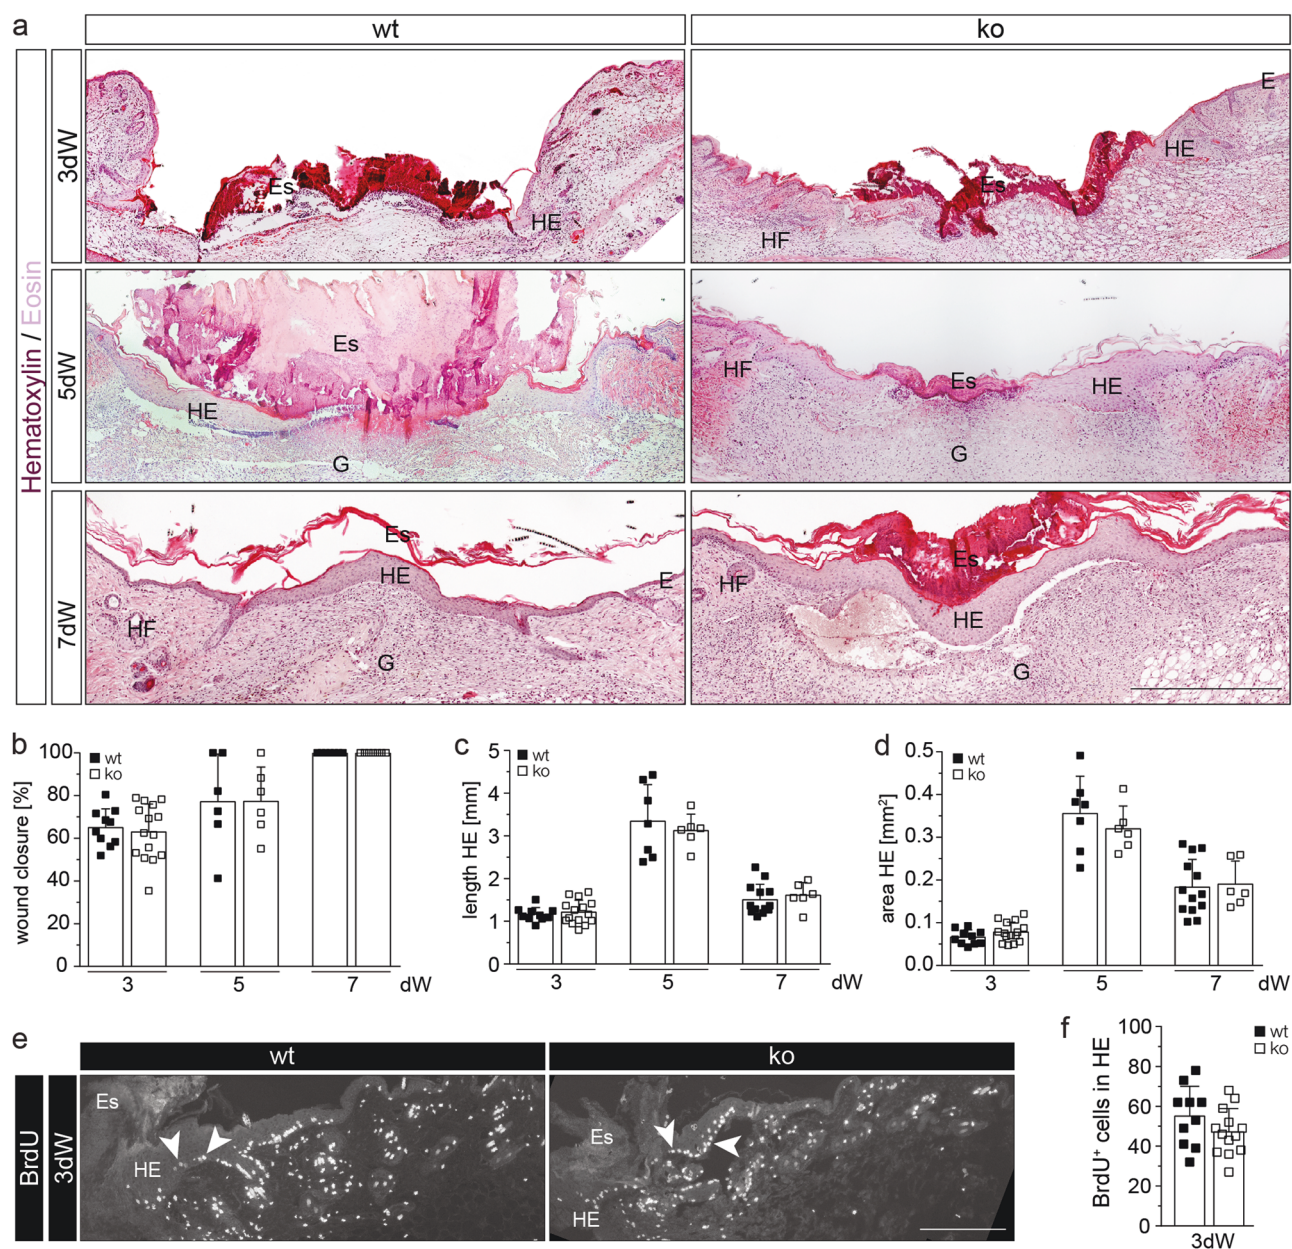 a
wt
ko
Hematoxylin / Eosin
3dW
Es
HE
E
HE
Es
HF
5dW
Es
HE
G
HF
Es
HE
G
7dW
Es
HE
E
HF
G
Es
HF
HE
G
b
wound closure [%]
100
80
60
40
20
0
wt
ko
3
5
7
dW
c
length HE [mm]
5
4
3
2
1
0
wt
ko
3
5
7
dW
d
area HE [mm²]
0.5
0.4
0.3
0.2
0.1
0.0
wt
ko
3
5
7
dW
e
wt
ko
BrdU
3dW
Es
HE
Es
HE
f
BrdU⁺ cells in HE
100
80
60
40
20
0
wt
ko
3dW